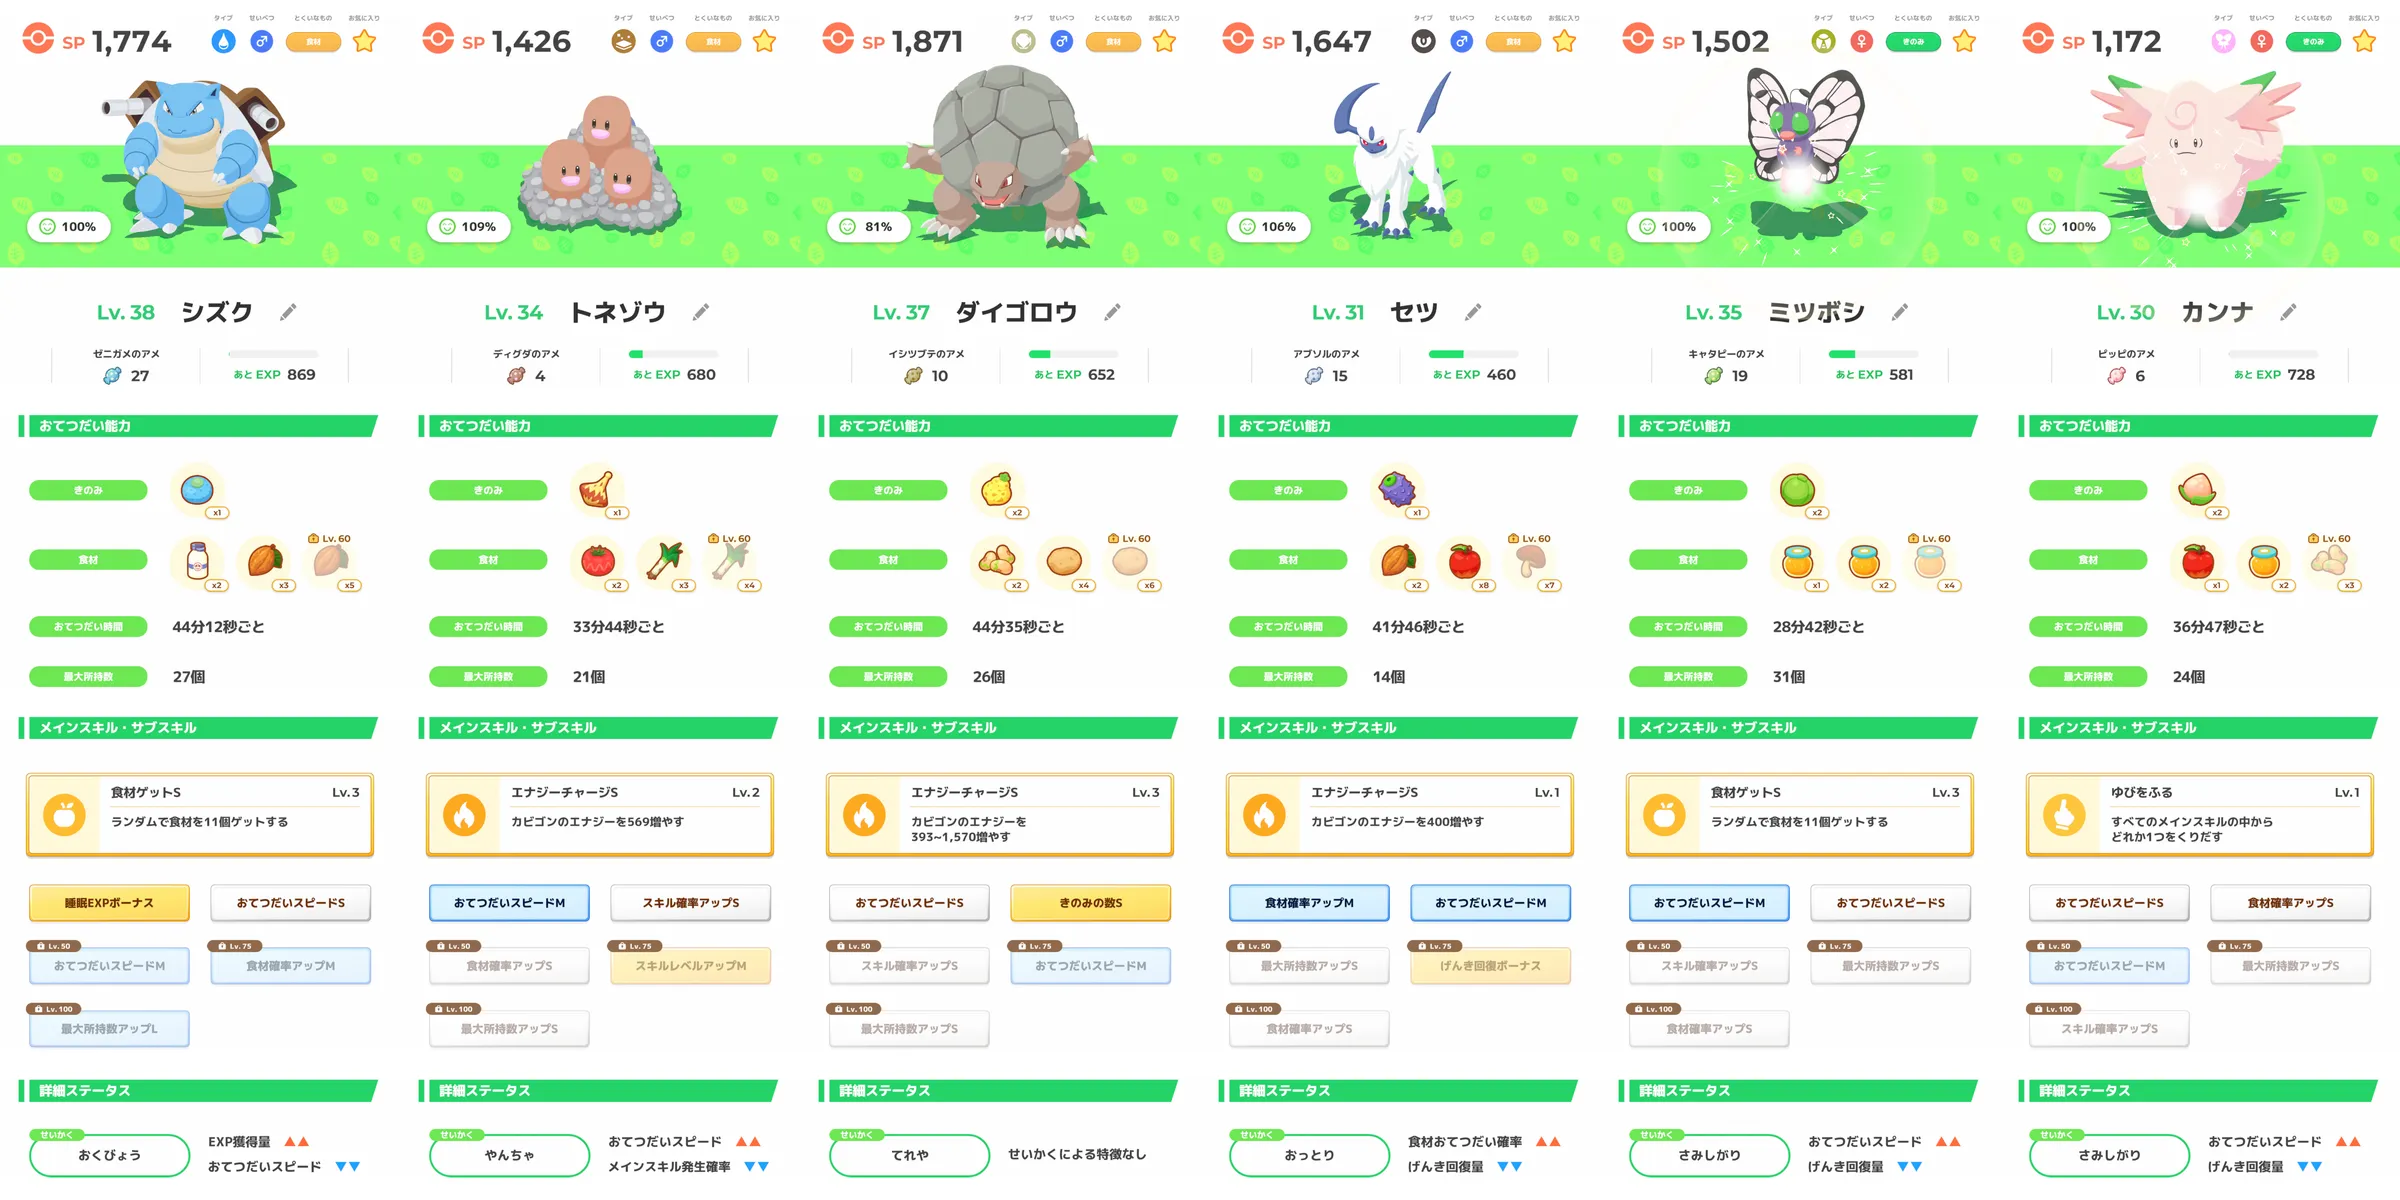 タイプ せいべつ とくいなもの お気に入り
SP 1,774 食材
100%
Lv. 38 シズク
ゼニガメのアメ
27 あと EXP 869
おてつだい能力
きのみ x1
Lv. 60
食材 x2 x3 x5
おてつだい時間 44分12秒ごと
最大所持数 27個
メインスキル・サブスキル
食材ゲットS Lv.3
ランダムで食材を11個ゲットする
睡眠EXPボーナス おてつだいスピードS
Lv. 50 Lv. 75
おてつだいスピードM 食材確率アップM
Lv. 100
最大所持数アップL
詳細ステータス
せいかく
おくびょう
EXP獲得量
おてつだいスピード
タイプ せいべつ とくいなもの お気に入り
SP 1,426 食材
109%
Lv. 34 トネゾウ
ディグダのアメ
4 あと EXP 680
おてつだい能力
きのみ x1
Lv. 60
食材 x2 x3 x4
おてつだい時間 33分44秒ごと
最大所持数 21個
メインスキル・サブスキル
エナジーチャージS Lv.2
カビゴンのエナジーを569増やす
おてつだいスピードM スキル確率アップS
Lv. 50 Lv. 75
食材確率アップS スキルレベルアップM
Lv. 100
最大所持数アップS
詳細ステータス
せいかく
やんちゃ
おてつだいスピード
メインスキル発生確率
タイプ せいべつ とくいなもの お気に入り
SP 1,871 食材
81%
Lv. 37 ダイゴロウ
イシツブテのアメ
10 あと EXP 652
おてつだい能力
きのみ x2
Lv. 60
食材 x2 x4 x6
おてつだい時間 44分35秒ごと
最大所持数 26個
メインスキル・サブスキル
エナジーチャージS Lv.3
カビゴンのエナジーを
393~1,570増やす
おてつだいスピードS きのみの数S
Lv. 50 Lv. 75
スキル確率アップS おてつだいスピードM
Lv. 100
最大所持数アップS
詳細ステータス
せいかく
てれや
せいかくによる特徴なし
タイプ せいべつ とくいなもの お気に入り
SP 1,647 食材
106%
Lv. 31 セツ
アブソルのアメ
15 あと EXP 460
おてつだい能力
きのみ x1
Lv. 60
食材 x2 x8 x7
おてつだい時間 41分46秒ごと
最大所持数 14個
メインスキル・サブスキル
エナジーチャージS Lv.1
カビゴンのエナジーを400増やす
食材確率アップM おてつだいスピードM
Lv. 50 Lv. 75
最大所持数アップS げんき回復ボーナス
Lv. 100
食材確率アップS
詳細ステータス
せいかく
おっとり
食材おてつだい確率
げんき回復量
タイプ せいべつ とくいなもの お気に入り
SP 1,502 きのみ
100%
Lv. 35 ミツボシ
キャタピーのアメ
19 あと EXP 581
おてつだい能力
きのみ x2
Lv. 60
食材 x1 x2 x4
おてつだい時間 28分42秒ごと
最大所持数 31個
メインスキル・サブスキル
食材ゲットS Lv.3
ランダムで食材を11個ゲットする
おてつだいスピードM おてつだいスピードS
Lv. 50 Lv. 75
スキル確率アップS 最大所持数アップS
Lv. 100
食材確率アップS
詳細ステータス
せいかく
さみしがり
おてつだいスピード
げんき回復量
タイプ せいべつ とくいなもの お気に入り
SP 1,172 きのみ
100%
Lv. 30 カンナ
ピッピのアメ
6 あと EXP 728
おてつだい能力
きのみ x2
Lv. 60
食材 x1 x2 x3
おてつだい時間 36分47秒ごと
最大所持数 24個
メインスキル・サブスキル
ゆびをふる Lv.1
すべてのメインスキルの中から
どれか1つをくりだす
おてつだいスピードS 食材確率アップS
Lv. 50 Lv. 75
おてつだいスピードM 最大所持数アップS
Lv. 100
スキル確率アップS
詳細ステータス
せいかく
さみしがり
おてつだいスピード
げんき回復量